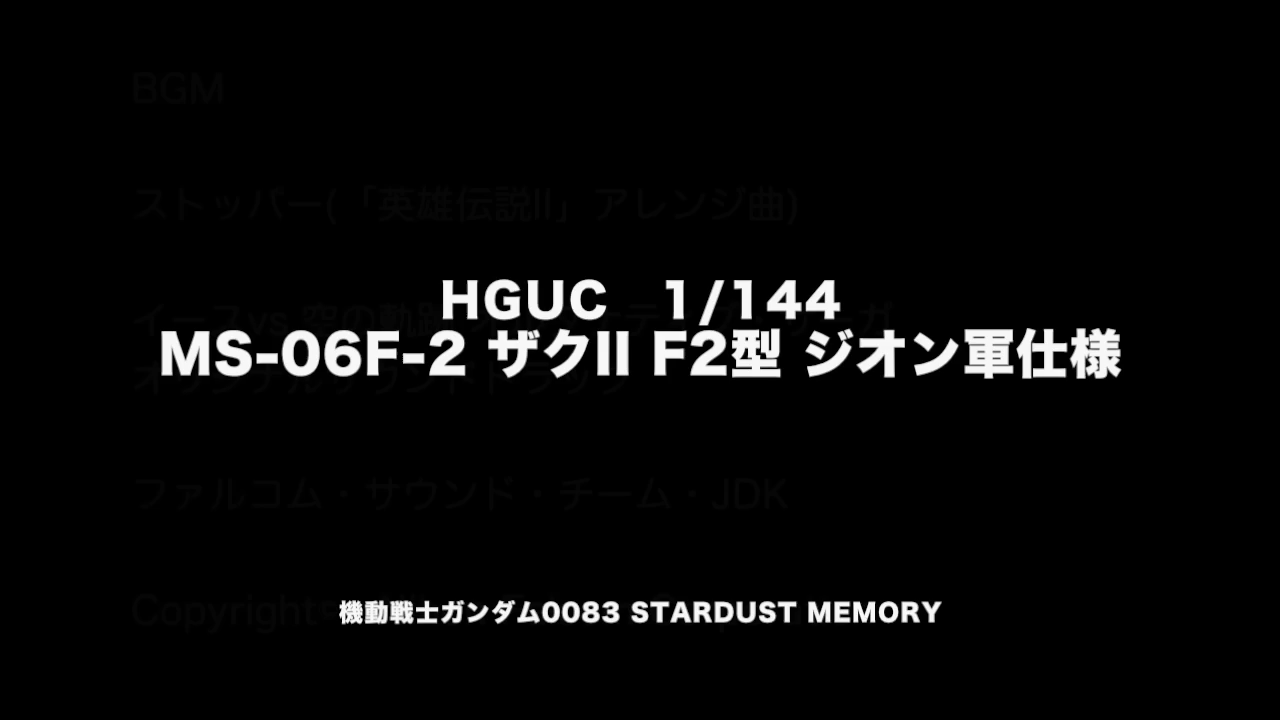 BGM
ストッパー(「英雄伝説II」アレンジ曲)
HGUC 1/144
MS-06F-2 ザクII F2型 ジオン軍仕様
ファルコム・サウンド・チーム・JDK
Copyright©
機動戦士ガンダム0083 STARDUST MEMORY